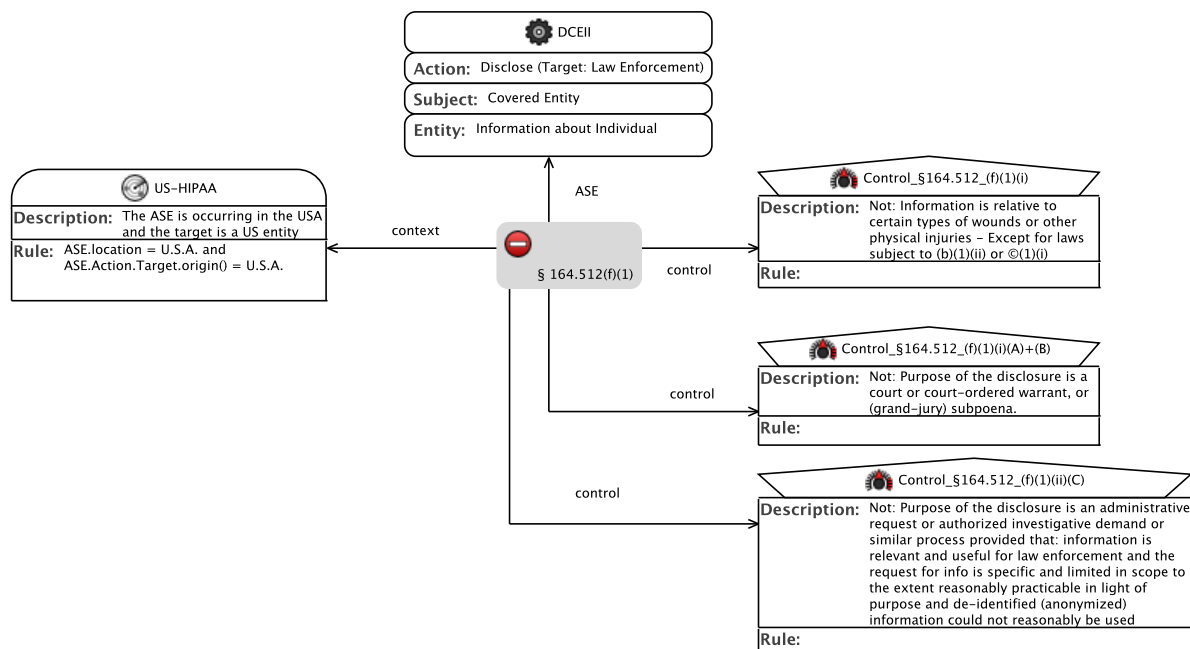 DCEII
Action: Disclose (Target: Law Enforcement)
Subject: Covered Entity
Entity: Information about Individual
ASE
US-HIPAA
Description: The ASE is occurring in the USA
and the target is a US entity
Rule: ASE.location = U.S.A. and
ASE.Action.Target.origin() = U.S.A.
context
§ 164.512(f)(1)
control
Control_§164.512_(f)(1)(i)
Description: Not: Information is relative to
certain types of wounds or other
physical injuries – Except for laws
subject to (b)(1)(ii) or ©(1)(i)
Rule:
control
Control_§164.512_(f)(1)(i)(A)+(B)
Description: Not: Purpose of the disclosure is a
court or court-ordered warrant, or
(grand-jury) subpoena.
Rule:
control
Control_§164.512_(f)(1)(ii)(C)
Description: Not: Purpose of the disclosure is an administrative
request or authorized investigative demand or
similar process provided that: information is
relevant and useful for law enforcement and the
request for info is specific and limited in scope to
the extent reasonably practicable in light of
purpose and de-identified (anonymized)
information could not reasonably be used
Rule: